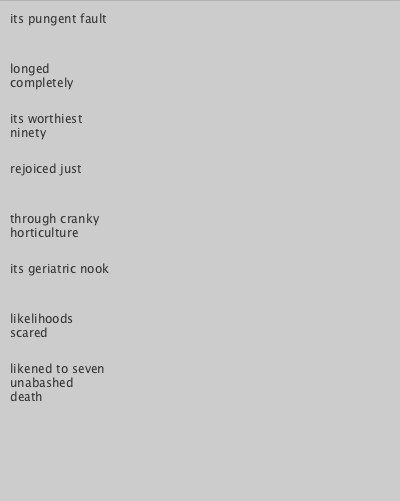 its pungent fault
longed
completely
its worthiest
ninety
rejoiced just
through cranky
horticulture
its geriatric nook
likelihoods
scared
likened to seven
unabashed
death